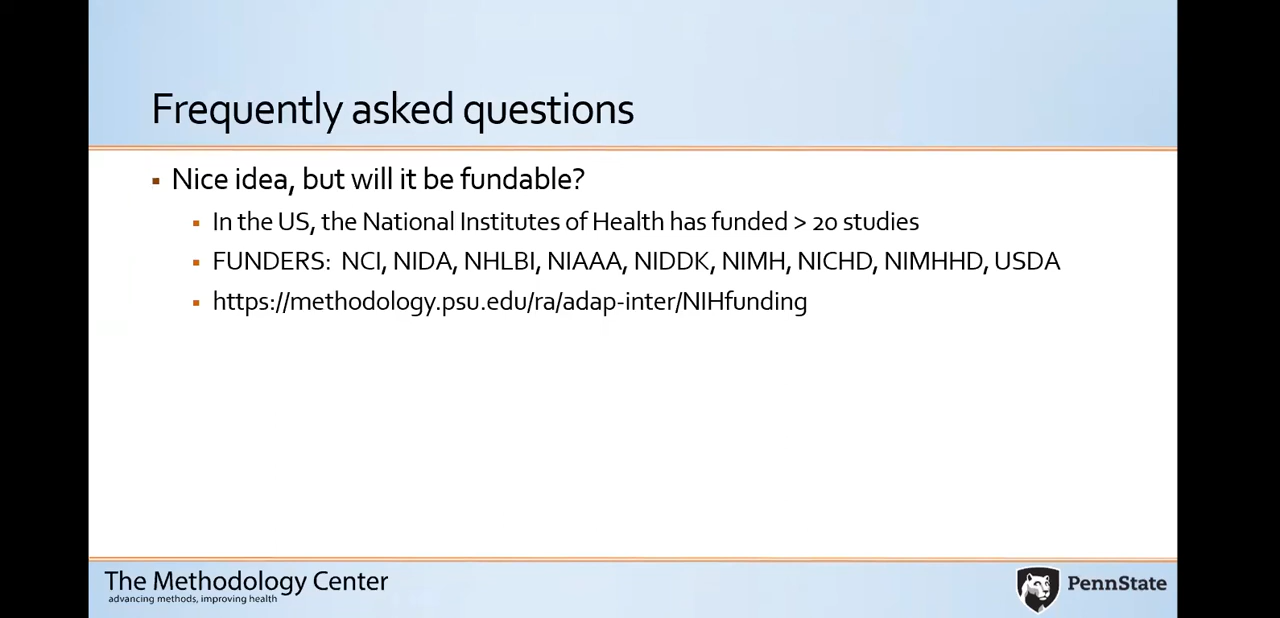 Frequently asked questions
Nice idea, but will it be fundable?
In the US, the National Institutes of Health has funded > 20 studies
FUNDERS: NCI, NIDA, NHLBI, NIAAA, NIDDK, NIMH, NICHD, NIMHHD, USDA
https://methodology.psu.edu/ra/adap-inter/NIHfunding
The Methodology Center
advancing methods, improving health
PennState